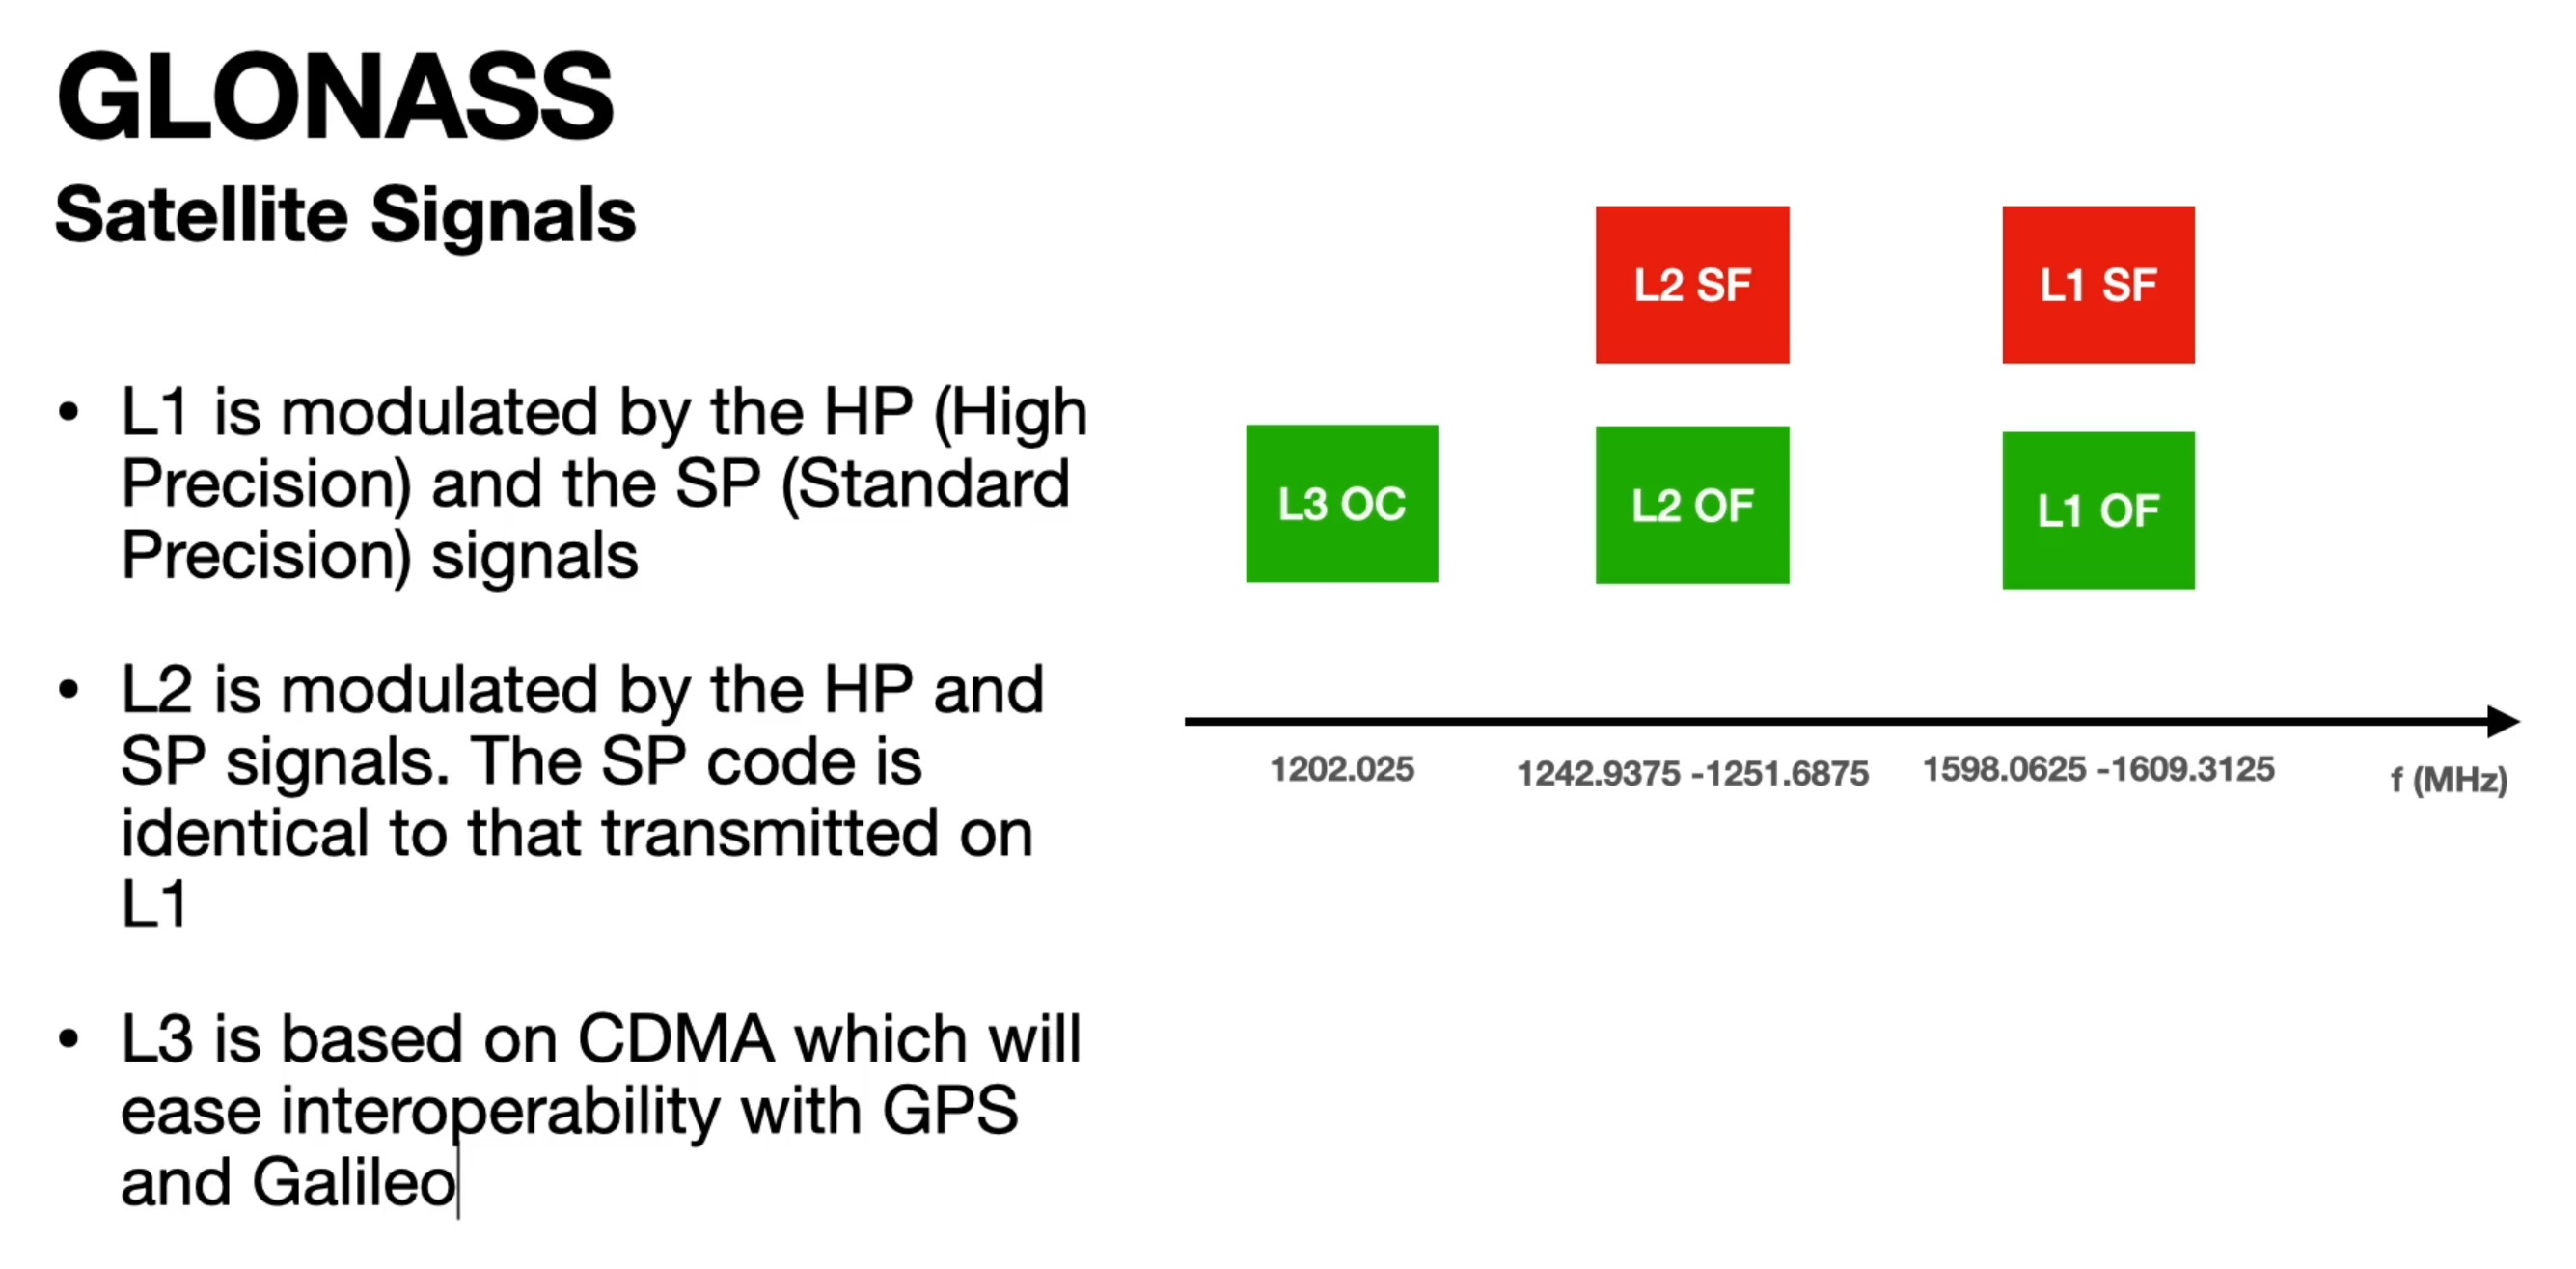 GLONASS
Satellite Signals
• L1 is modulated by the HP (High
Precision) and the SP (Standard
Precision) signals
• L2 is modulated by the HP and
SP signals. The SP code is
identical to that transmitted on
L1
• L3 is based on CDMA which will
ease interoperability with GPS
and Galileo
L2 SF
L1 SF
L3 OC
L2 OF
L1 OF
1202.025
1242.9375 -1251.6875
1598.0625 -1609.3125
f (MHz)